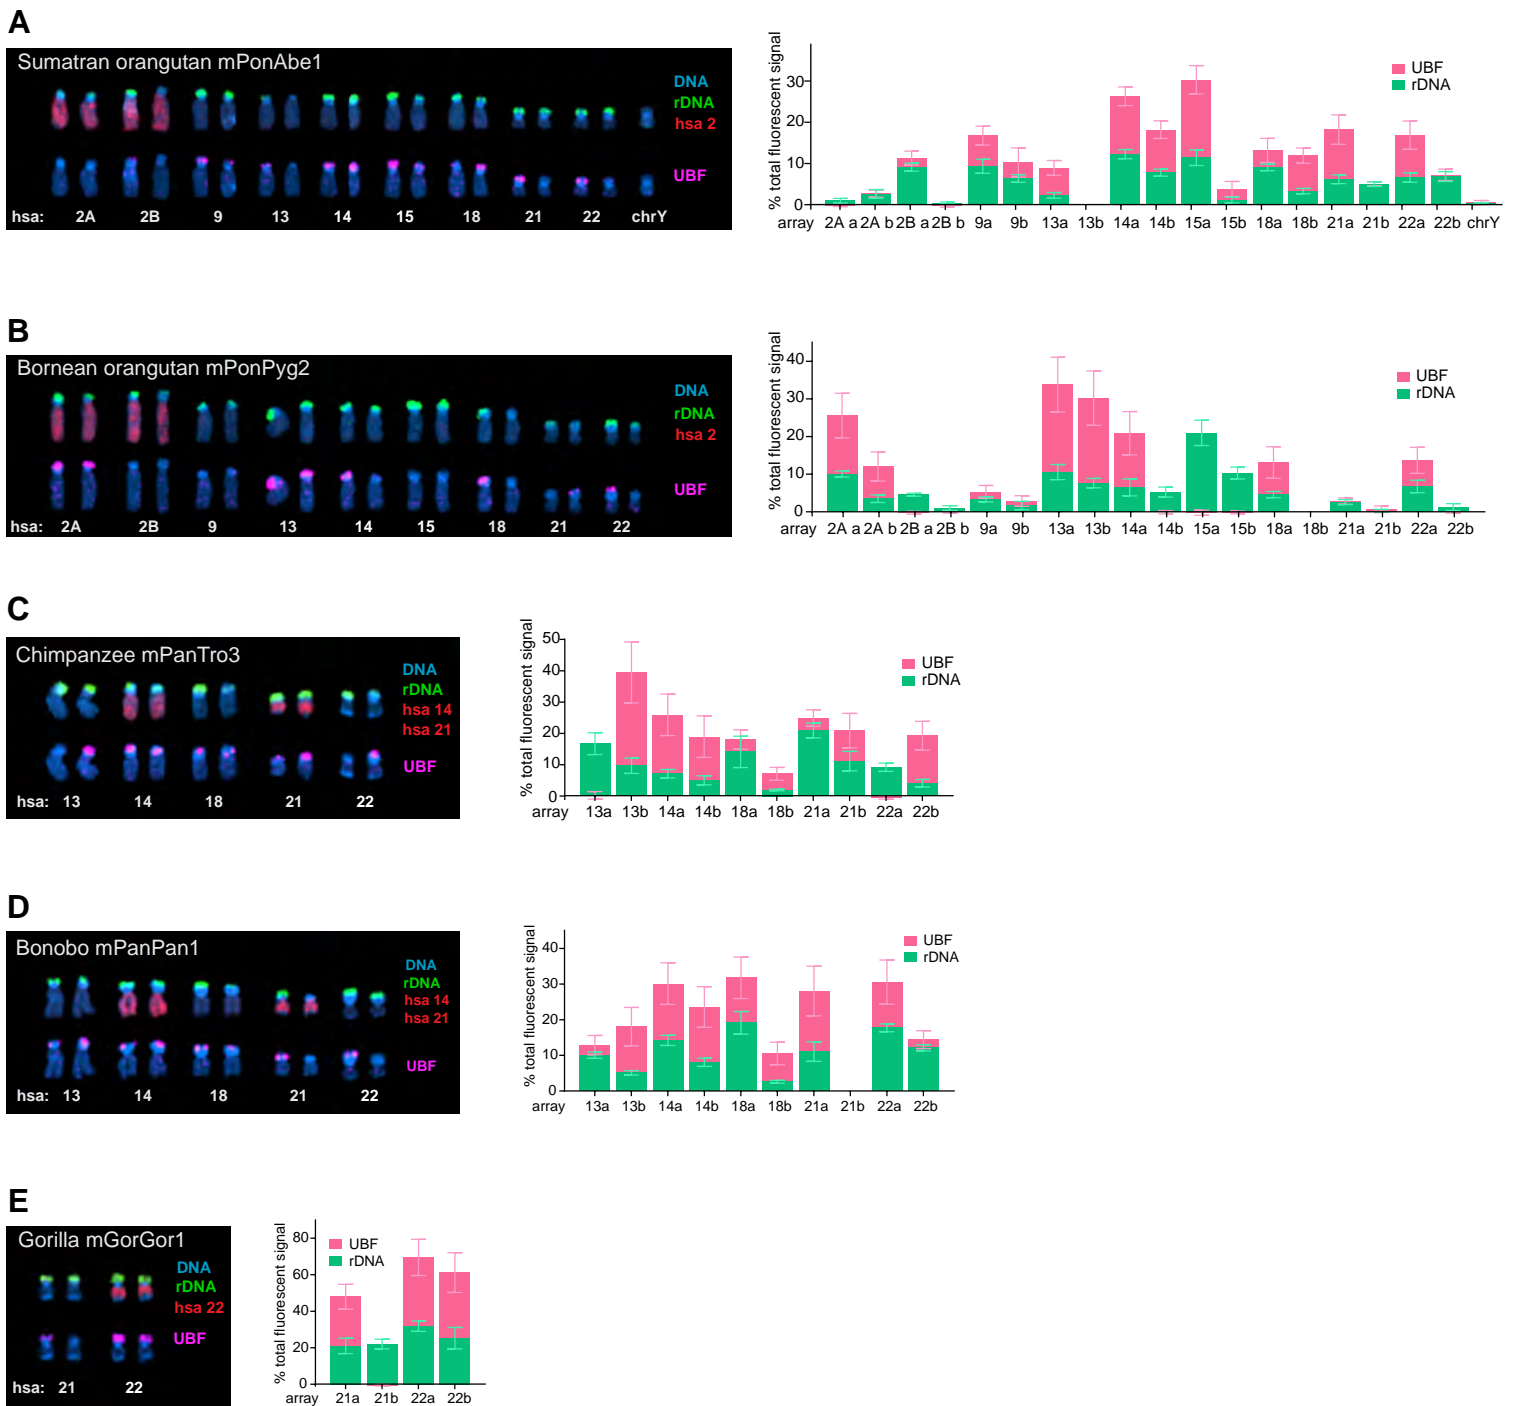 A
Sumatran orangutan mPonAbe1
DNA
rDNA
hsa 2
UBF
hsa: 2A 2B 9 13 14 15 18 21 22 chrY
% total fluorescent signal
30
20
10
0
UBF
rDNA
array 2A a 2A b 2B a 2B b 9a 9b 13a 13b 14a 14b 15a 15b 18a 18b 21a 21b 22a 22b chrY
B
Bornean orangutan mPonPyg2
DNA
rDNA
hsa 2
UBF
hsa: 2A 2B 9 13 14 15 18 21 22
% total fluorescent signal
40
30
20
10
0
UBF
rDNA
array 2A a 2A b 2B a 2B b 9a 9b 13a 13b 14a 14b 15a 15b 18a 18b 21a 21b 22a 22b
C
Chimpanzee mPanTro3
DNA
rDNA
hsa 14
hsa 21
UBF
hsa: 13 14 18 21 22
% total fluorescent signal
50
40
30
20
10
0
UBF
rDNA
array 13a 13b 14a 14b 18a 18b 21a 21b 22a 22b
D
Bonobo mPanPan1
DNA
rDNA
hsa 14
hsa 21
UBF
hsa: 13 14 18 21 22
% total fluorescent signal
40
30
20
10
0
UBF
rDNA
array 13a 13b 14a 14b 18a 18b 21a 21b 22a 22b
E
Gorilla mGorGor1
DNA
rDNA
hsa 22
UBF
hsa: 21 22
% total fluorescent signal
80
60
40
20
0
UBF
rDNA
array 21a 21b 22a 22b